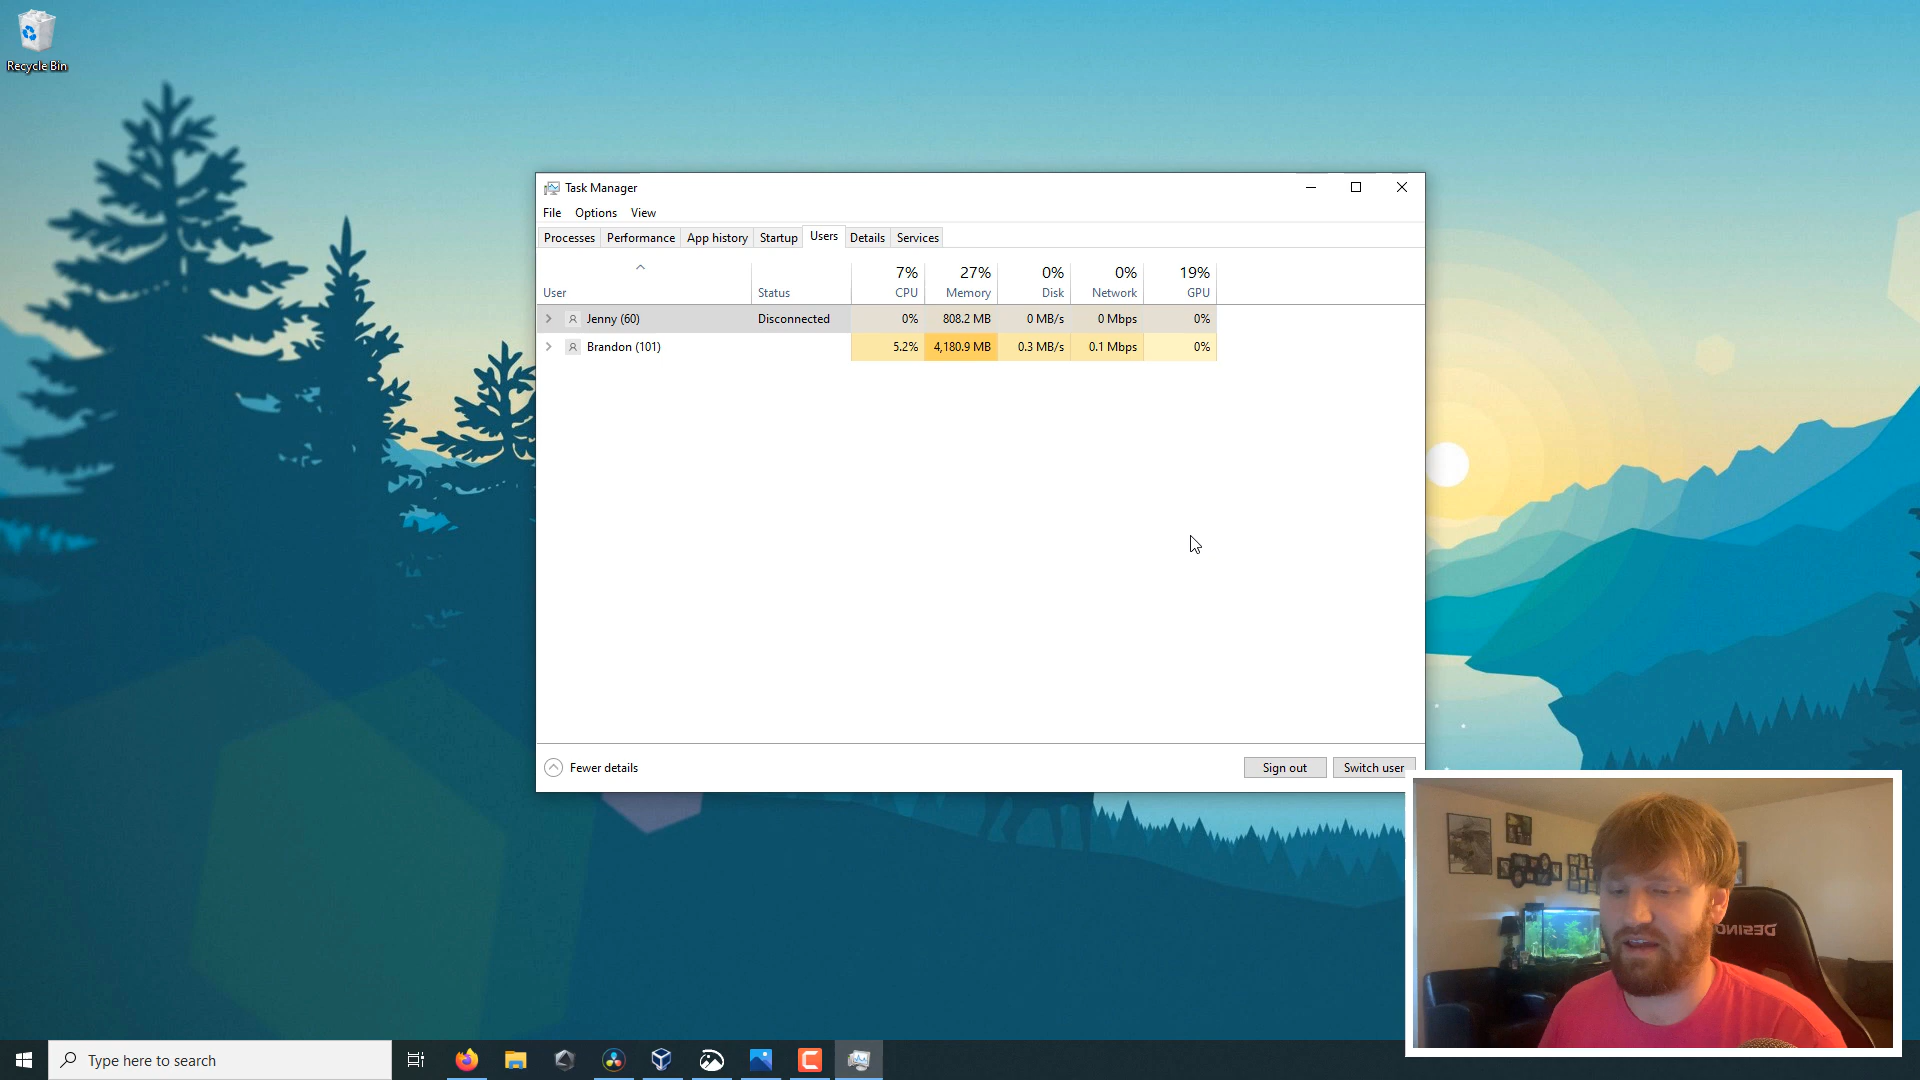 Recycle Bin
Task Manager
File Options View
Processes Performance App history Startup Users Details Services
7% 27% 0% 0% 19%
User Status CPU Memory Disk Network GPU
Jenny (60) Disconnected 0% 808.2 MB 0 MB/s 0 Mbps 0%
Brandon (101) 5.2% 4,180.9 MB 0.3 MB/s 0.1 Mbps 0%
Fewer details Sign out Switch user
Type here to search